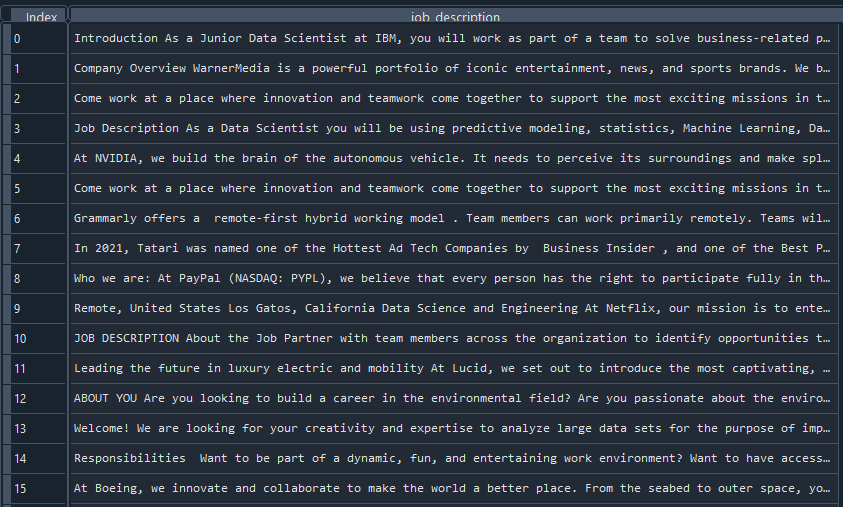 Index job_description
0 Introduction As a Junior Data Scientist at IBM, you will work as part of a team to solve business-related p…
1 Company Overview WarnerMedia is a powerful portfolio of iconic entertainment, news, and sports brands. We b…
2 Come work at a place where innovation and teamwork come together to support the most exciting missions in t…
3 Job Description As a Data Scientist you will be using predictive modeling, statistics, Machine Learning, Da…
4 At NVIDIA, we build the brain of the autonomous vehicle. It needs to perceive its surroundings and make spl…
5 Come work at a place where innovation and teamwork come together to support the most exciting missions in t…
6 Grammarly offers a  remote-first hybrid working model . Team members can work primarily remotely. Teams wil…
7 In 2021, Tatari was named one of the Hottest Ad Tech Companies by  Business Insider , and one of the Best P…
8 Who we are: At PayPal (NASDAQ: PYPL), we believe that every person has the right to participate fully in th…
9 Remote, United States Los Gatos, California Data Science and Engineering At Netflix, our mission is to ente…
10 JOB DESCRIPTION About the Job Partner with team members across the organization to identify opportunities t…
11 Leading the future in luxury electric and mobility At Lucid, we set out to introduce the most captivating, …
12 ABOUT YOU Are you looking to build a career in the environmental field? Are you passionate about the enviro…
13 Welcome! We are looking for your creativity and expertise to analyze large data sets for the purpose of imp…
14 Responsibilities  Want to be part of a dynamic, fun, and entertaining work environment? Want to have access…
15 At Boeing, we innovate and collaborate to make the world a better place. From the seabed to outer space, yo…